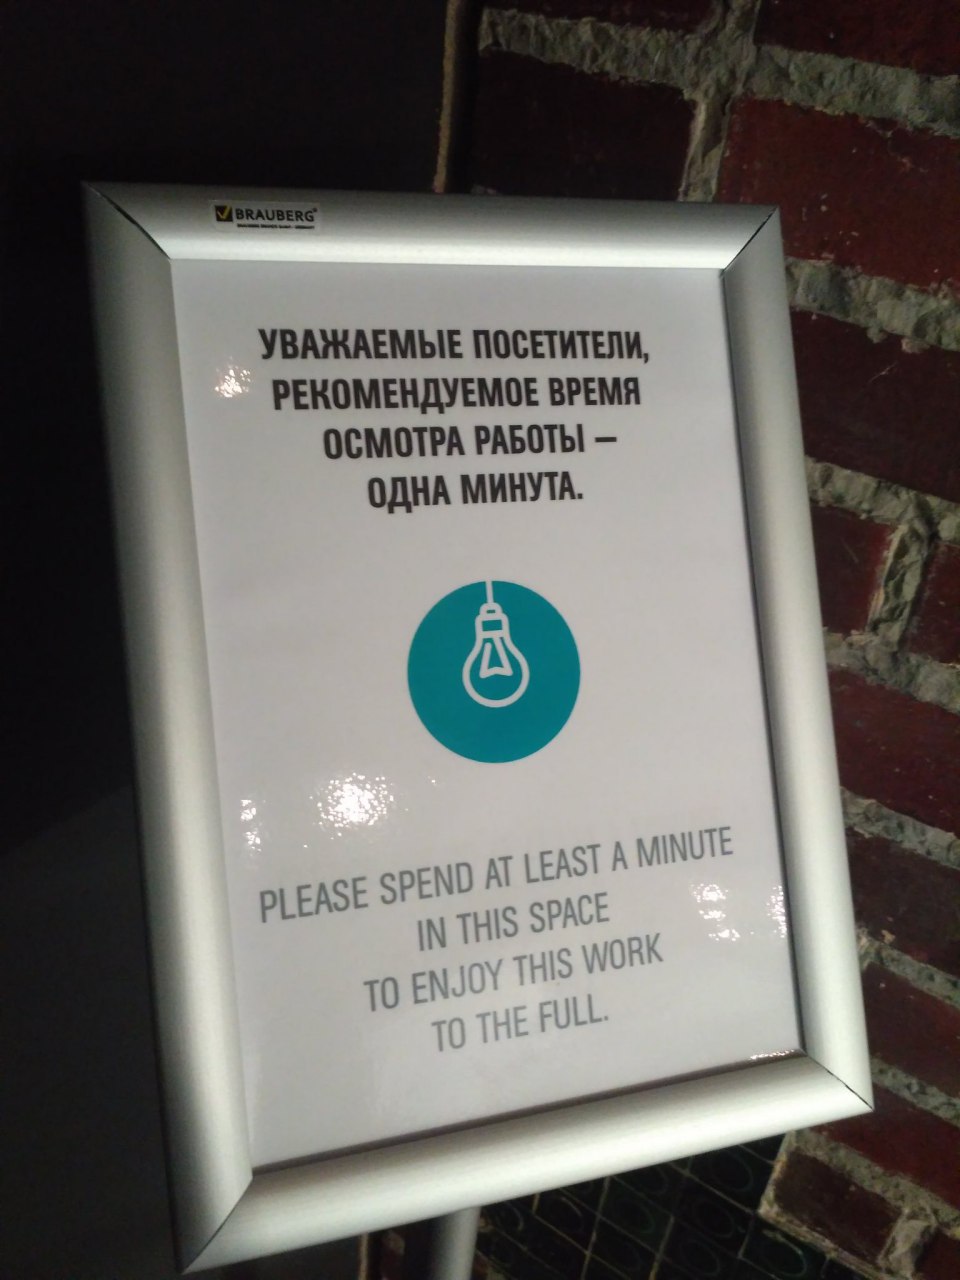 BRAUBERG
УВАЖАЕМЫЕ ПОСЕТИТЕЛИ,
РЕКОМЕНДУЕМОЕ ВРЕМЯ
ОСМОТРА РАБОТЫ –
ОДНА МИНУТА.
PLEASE SPEND AT LEAST A MINUTE
IN THIS SPACE
TO ENJOY THIS WORK
TO THE FULL.